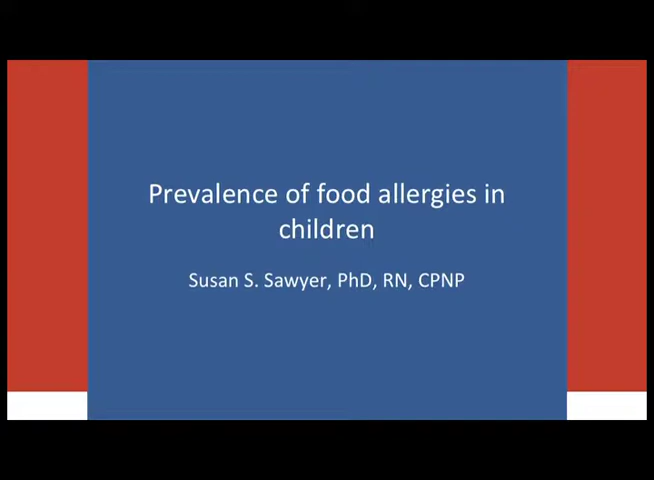 Prevalence of food allergies in
children
Susan S. Sawyer, PhD, RN, CPNP